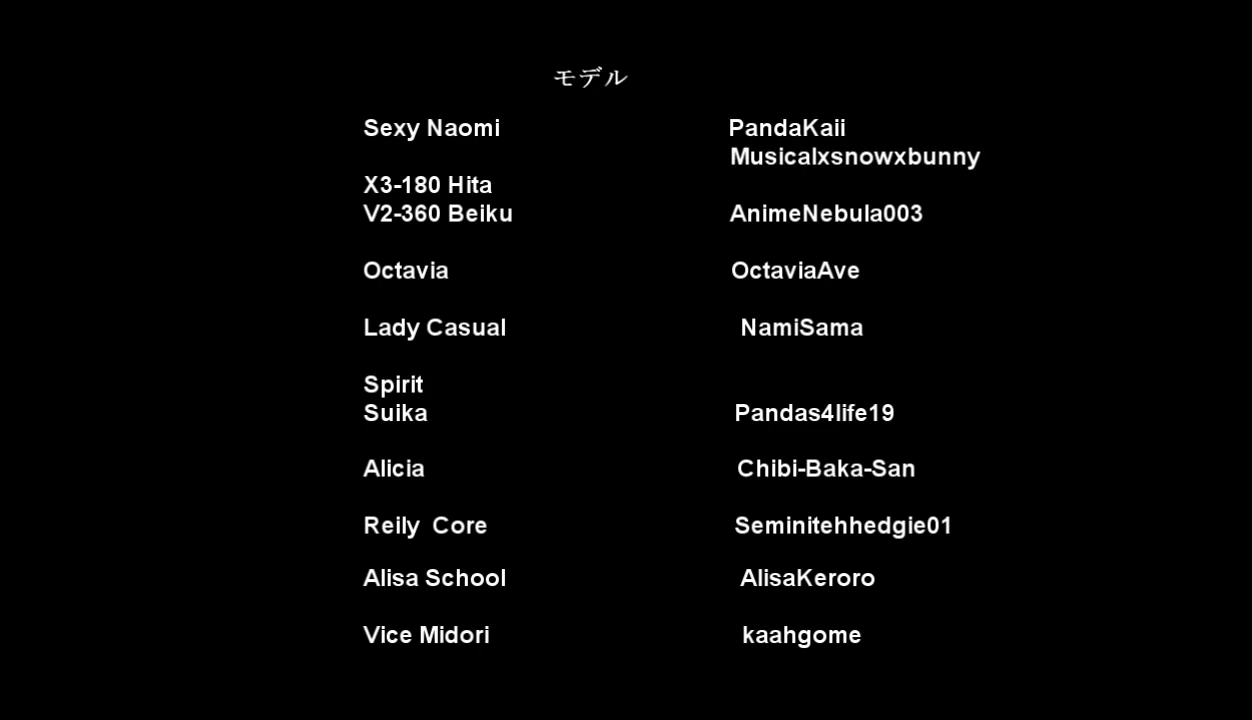 モデル
Sexy Naomi PandaKaii
Musicalxsnowxbunny
X3-180 Hita
V2-360 Beiku AnimeNebula003
Octavia OctaviaAve
Lady Casual NamiSama
Spirit
Suika Pandas4life19
Alicia Chibi-Baka-San
Reily Core Seminitehhedgie01
Alisa School AlisaKeroro
Vice Midori kaahgome